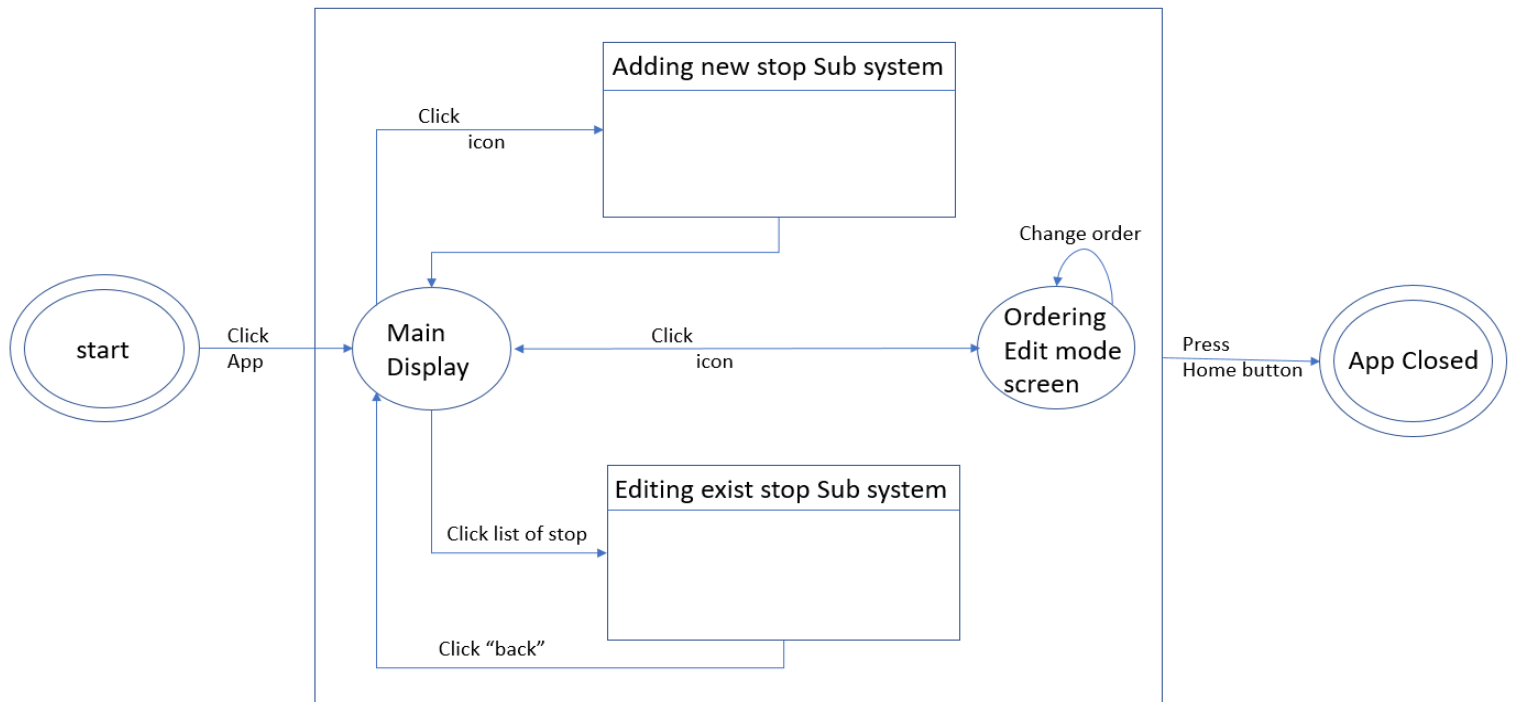 Adding new stop Sub system
Click
icon
Change order
start
Click
App
Main
Display
Click
icon
Ordering
Edit mode
screen
Press
Home button
App Closed
Editing exist stop Sub system
Click list of stop
Click “back”